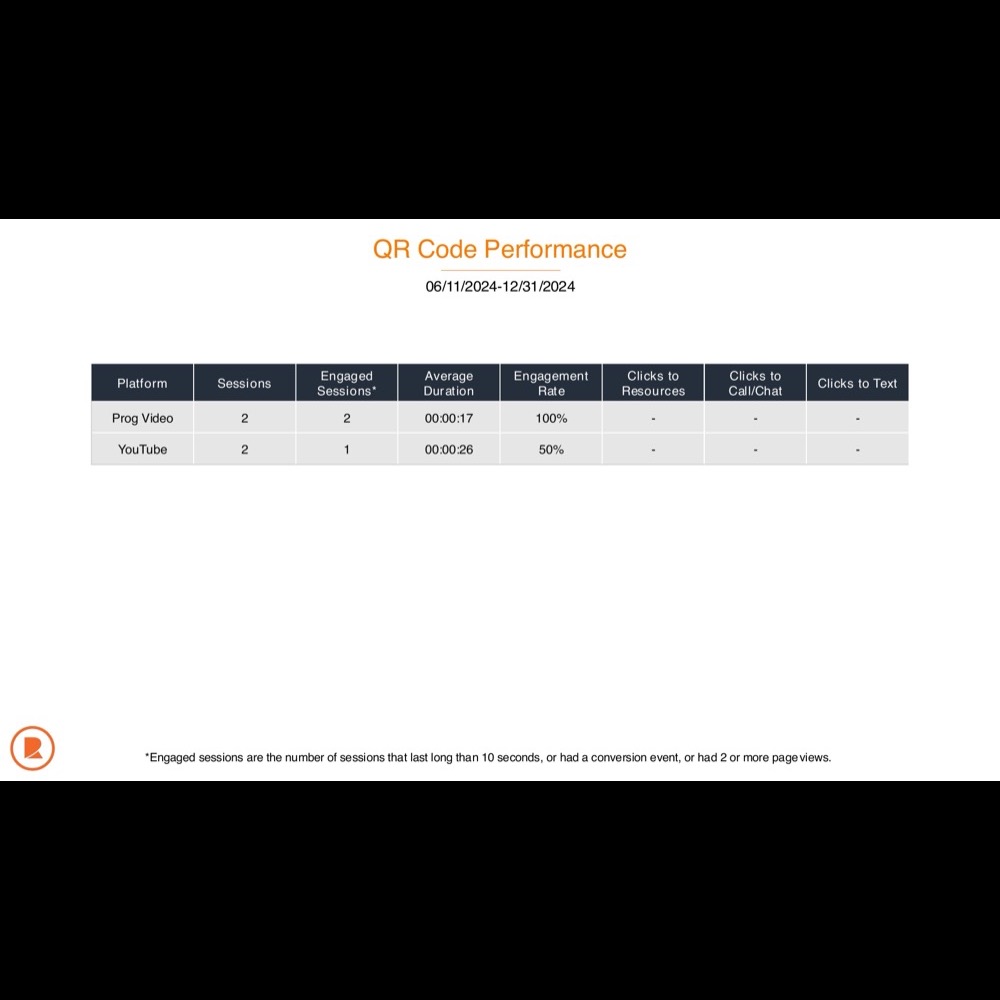 QR Code Performance
06/11/2024-12/31/2024
Platform Sessions Engaged Sessions* Average Duration Engagement Rate Clicks to Resources Clicks to Call/Chat Clicks to Text
Prog Video 2 2 00:00:17 100% - - -
YouTube 2 1 00:00:26 50% - - -
*Engaged sessions are the number of sessions that last long than 10 seconds, or had a conversion event, or had 2 or more pageviews.